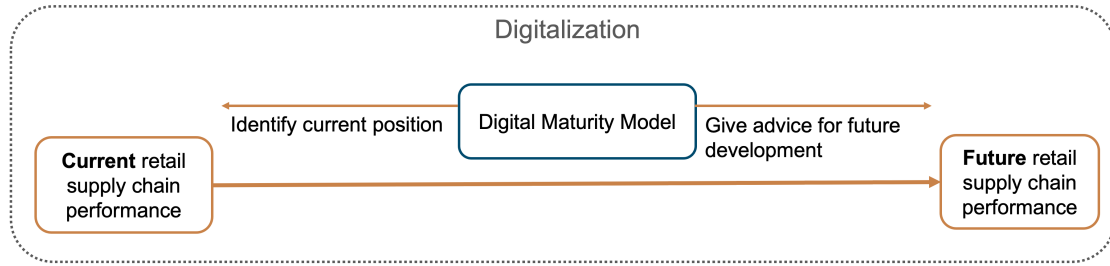 Digitalization
Identify current position
Digital Maturity Model
Give advice for future
development
Current retail
supply chain
performance
Future retail
supply chain
performance